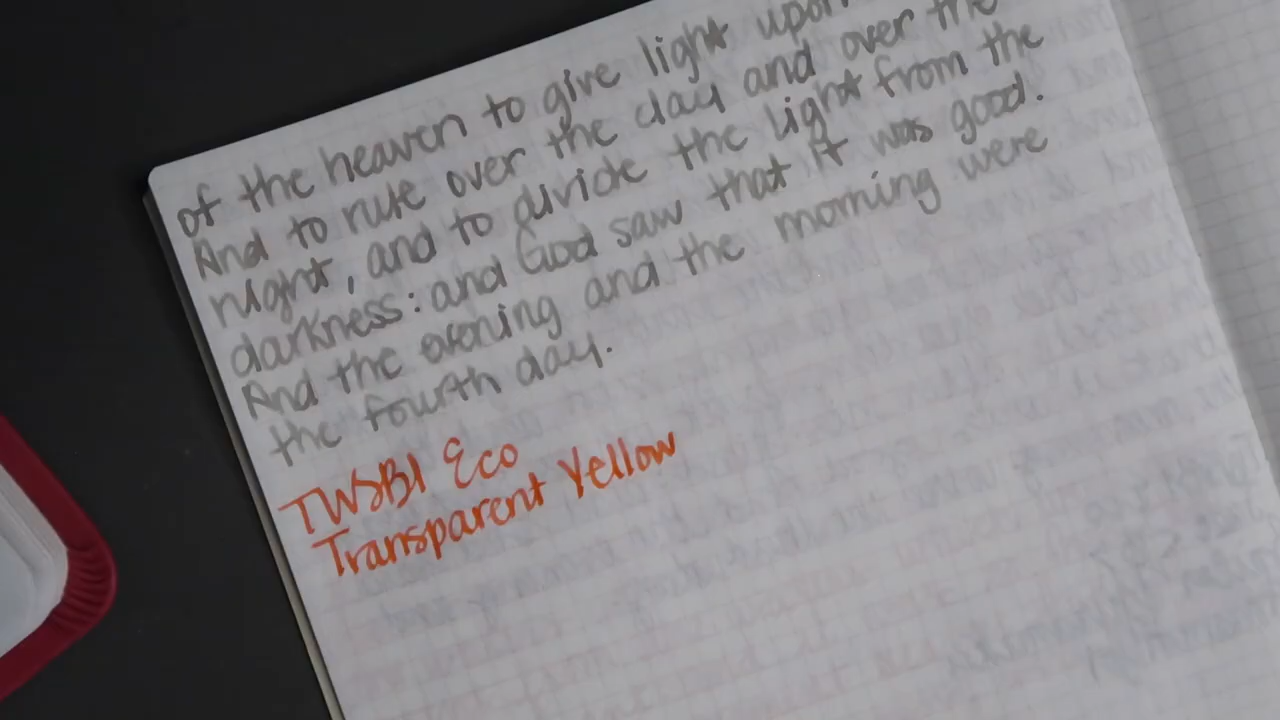 of the heaven to give light upon
And to rule over the day and over the
night, and to divide the light from the
darkness: and God saw that it was good.
And the evening and the morning were
the fourth day.
TWSBI Eco
Transparent Yellow